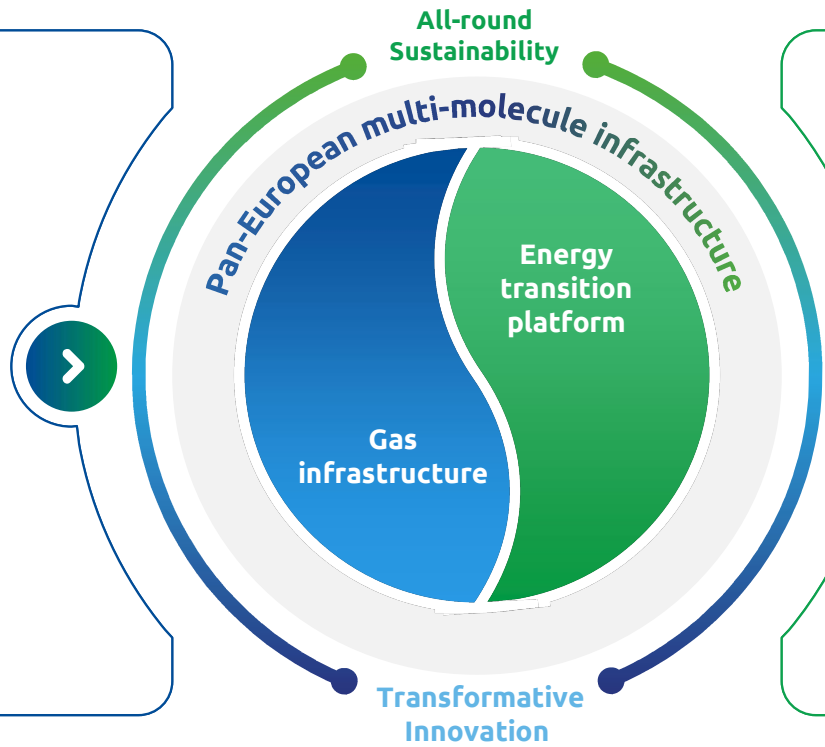 All-round
Sustainability
Pan-European multi-molecule infrastructure
Energy
transition
platform
Gas
infrastructure
Transformative
Innovation